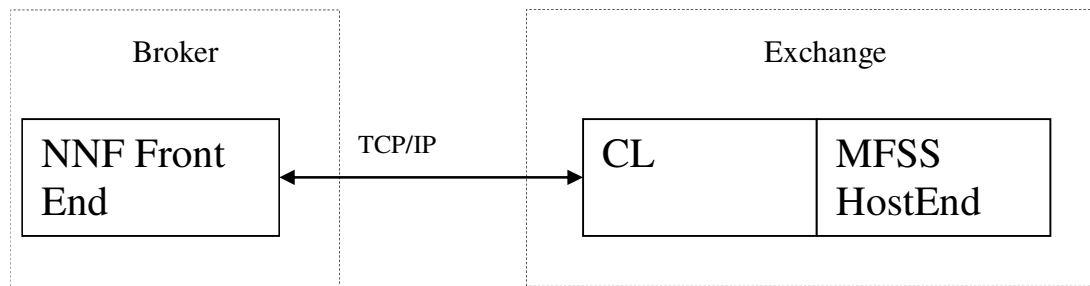 Broker
Exchange
NNF Front
End
TCP/IP
CL
MFSS
HostEnd